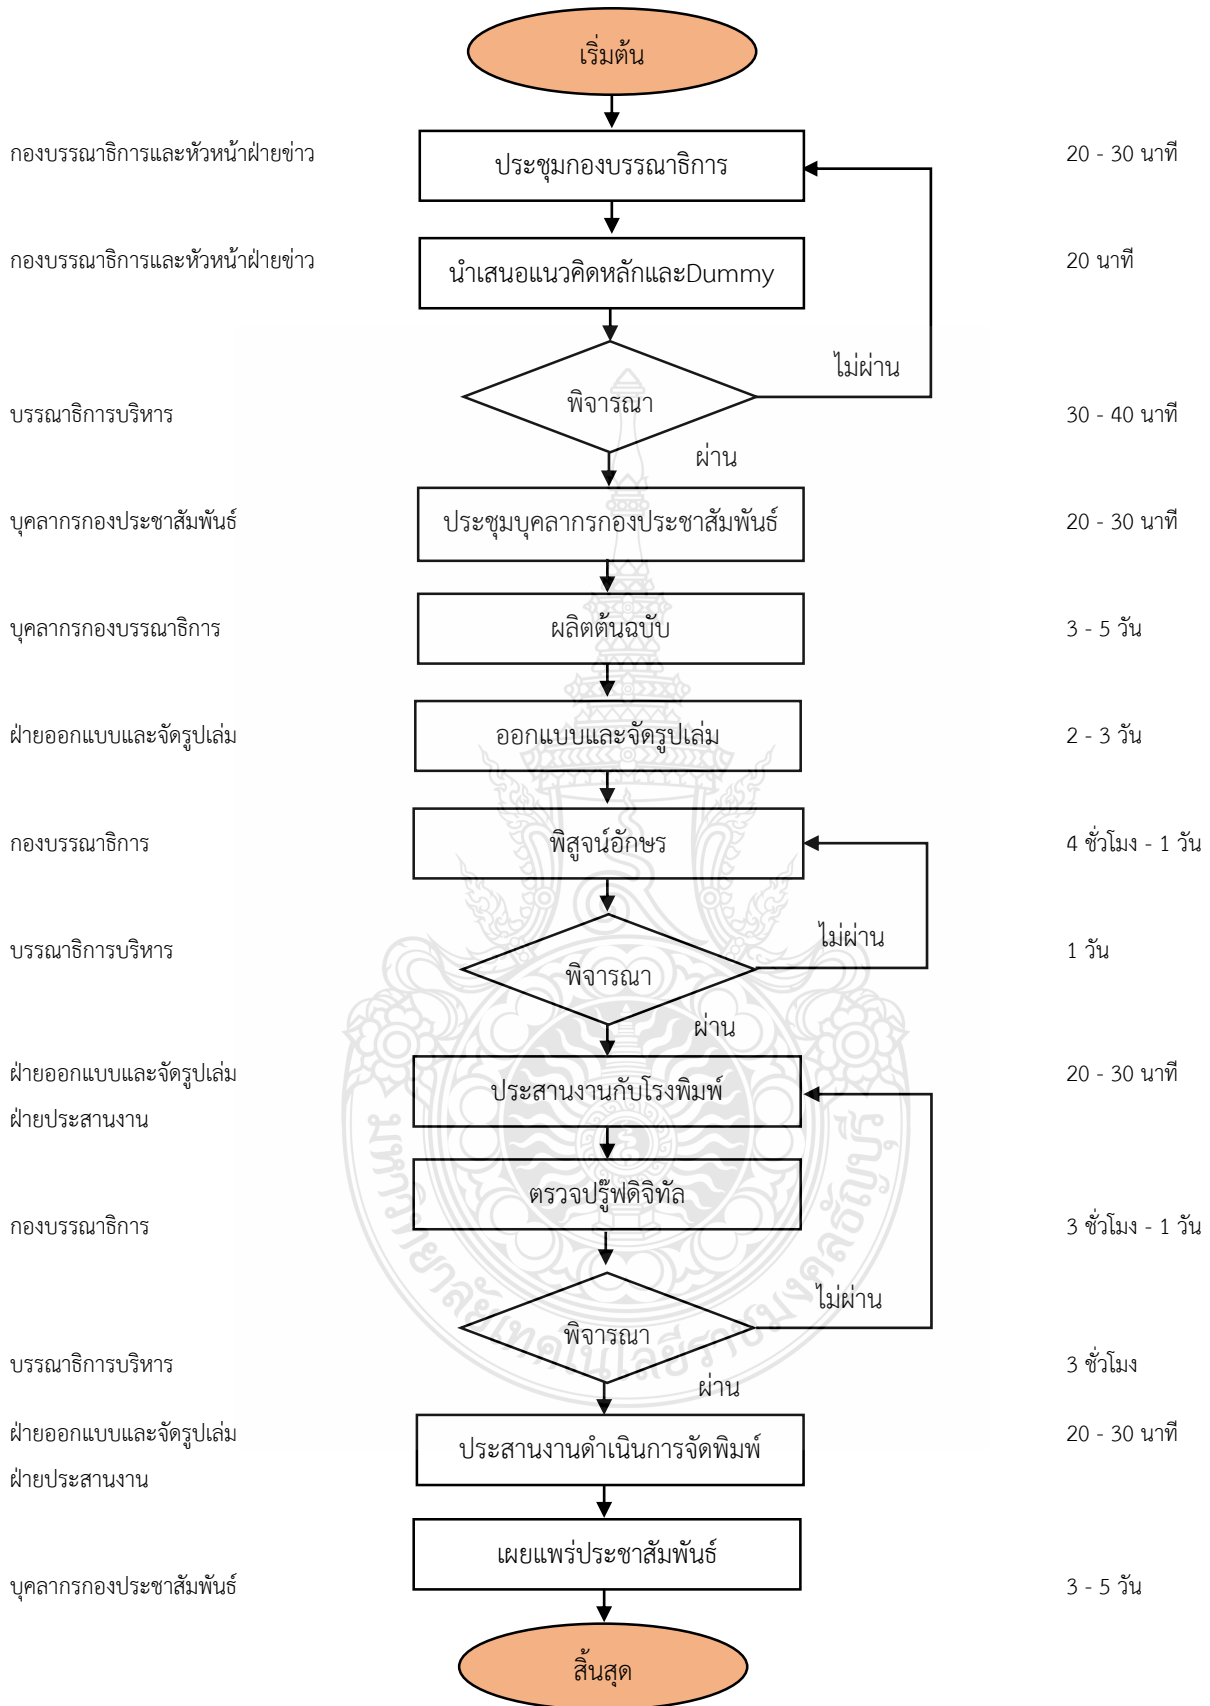 เริ่มต้น
กองบรรณาธิการและหัวหน้าฝ่ายข่าว ประชุมกองบรรณาธิการ 20 - 30 นาที
กองบรรณาธิการและหัวหน้าฝ่ายข่าว นำเสนอแนวคิดหลักและDummy 20 นาที
ไม่ผ่าน
บรรณาธิการบริหาร พิจารณา 30 - 40 นาที
ผ่าน
บุคลากรกองประชาสัมพันธ์ ประชุมบุคลากรกองประชาสัมพันธ์ 20 - 30 นาที
บุคลากรกองบรรณาธิการ ผลิตต้นฉบับ 3 - 5 วัน
ฝ่ายออกแบบและจัดรูปเล่ม ออกแบบและจัดรูปเล่ม 2 - 3 วัน
กองบรรณาธิการ พิสูจน์อักษร 4 ชั่วโมง - 1 วัน
ไม่ผ่าน
บรรณาธิการบริหาร พิจารณา 1 วัน
ผ่าน
ฝ่ายออกแบบและจัดรูปเล่ม ประสานงานกับโรงพิมพ์ 20 - 30 นาที
ฝ่ายประสานงาน
ตรวจปรู๊ฟดิจิทัล
กองบรรณาธิการ 3 ชั่วโมง - 1 วัน
ไม่ผ่าน
พิจารณา
บรรณาธิการบริหาร 3 ชั่วโมง
ผ่าน
ฝ่ายออกแบบและจัดรูปเล่ม ประสานงานดำเนินการจัดพิมพ์ 20 - 30 นาที
ฝ่ายประสานงาน
เผยแพร่ประชาสัมพันธ์
บุคลากรกองประชาสัมพันธ์ 3 - 5 วัน
สิ้นสุด
มหาวิทยาลัยเทคโนโลยีราชมงคลธัญบุรี